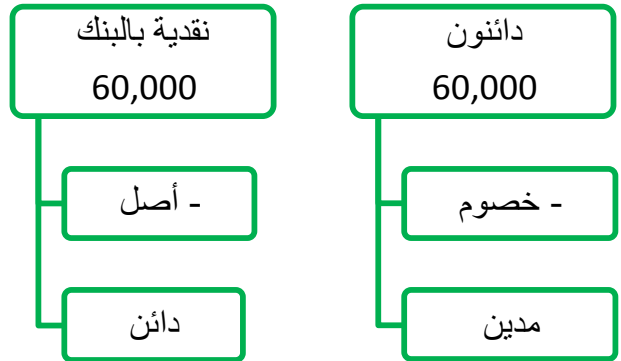 دائنون
60,000
- خصوم
مدين
نقدية بالبنك
60,000
- أصل
دائن